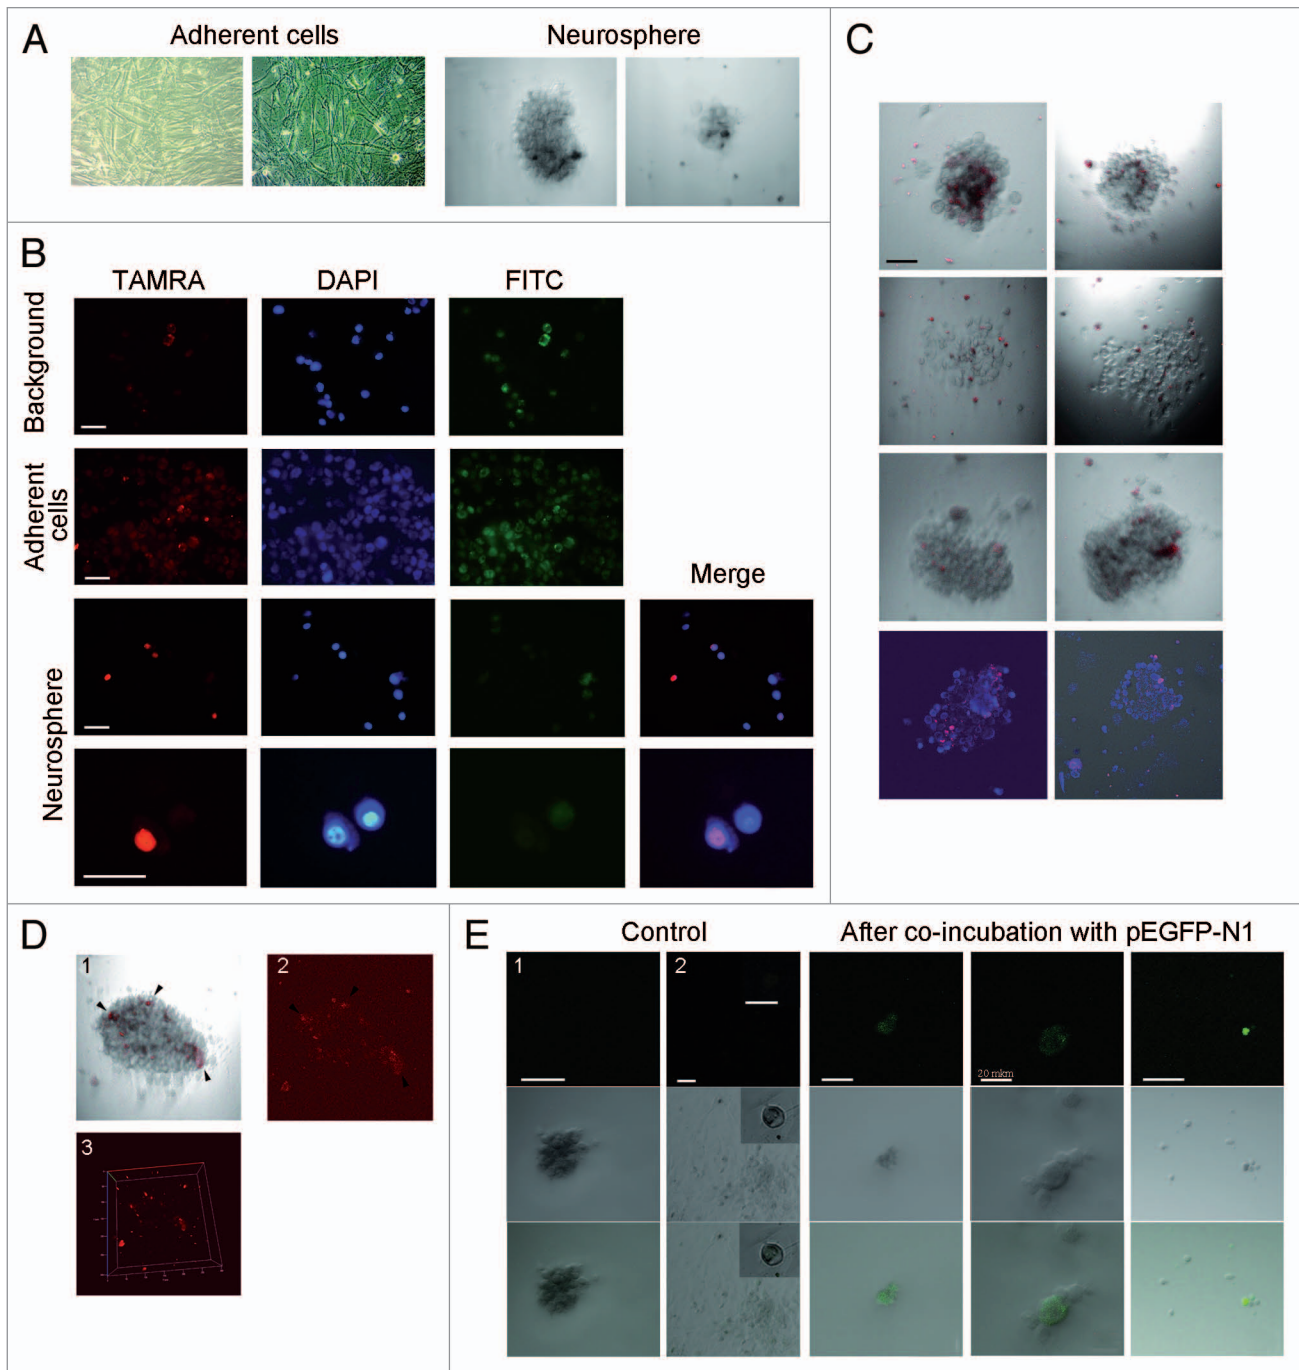 A
Adherent cells
Neurosphere
C
B
TAMRA
DAPI
FITC
Background
Adherent
cells
Merge
Neurosphere
D
1
2
3
E
Control
After co-incubation with pEGFP-N1
1
2
20 mkm